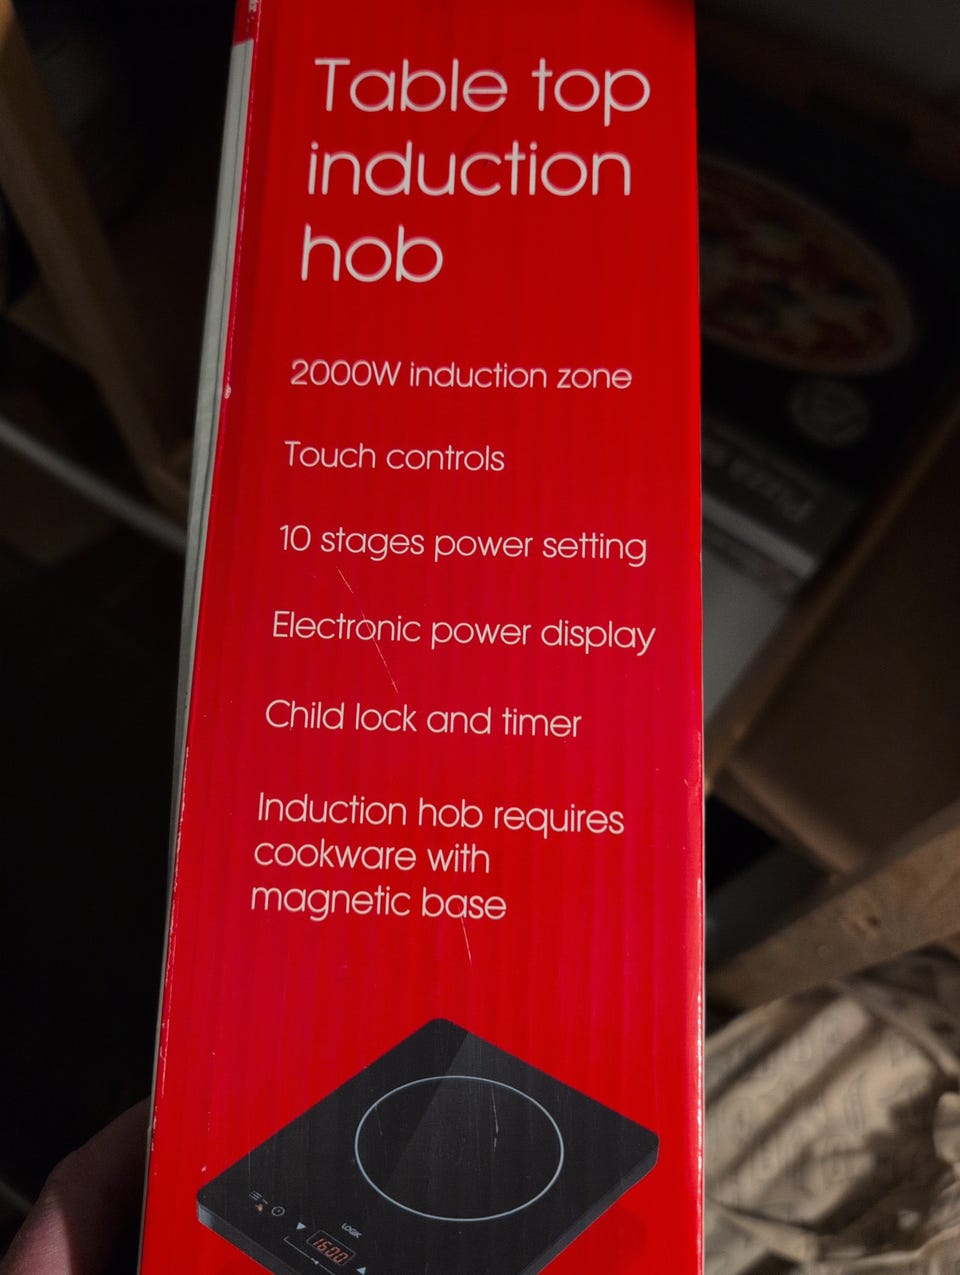 Table top
induction
hob
2000W induction zone
Touch controls
10 stages power setting
Electronic power display
Child lock and timer
Induction hob requires
cookware with
magnetic base
LOGIK
1600
Pizza